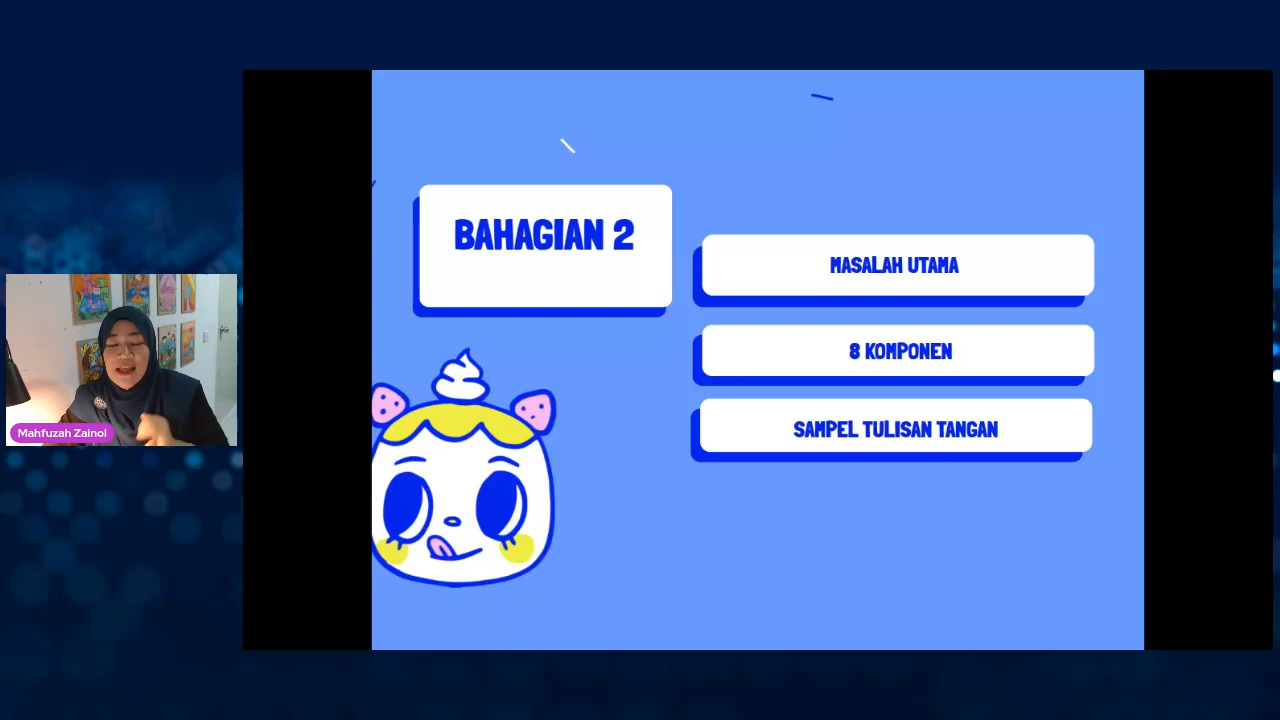 BAHAGIAN 2
MASALAH UTAMA
8 KOMPONEN
SAMPEL TULISAN TANGAN
Mahfuzah Zainol